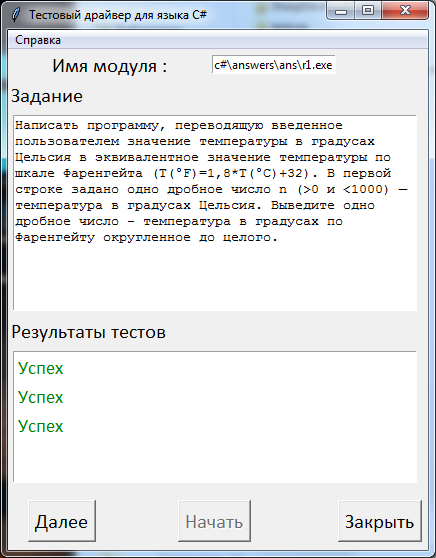 Тестовый драйвер для языка C#
Справка
Имя модуля : c#\answers\ans\r1.exe
Задание
Написать программу, переводящую введенное
пользователем значение температуры в градусах
Цельсия в эквивалентное значение температуры по
шкале Фаренгейта (T(°F)=1,8*T(°C)+32). В первой
строке задано одно дробное число n (>0 и <1000) —
температура в градусах Цельсия. Выведите одно
дробное число – температура в градусах по
Фаренгейту округленное до целого.
Результаты тестов
Успех
Успех
Успех
Далее Начать Закрыть